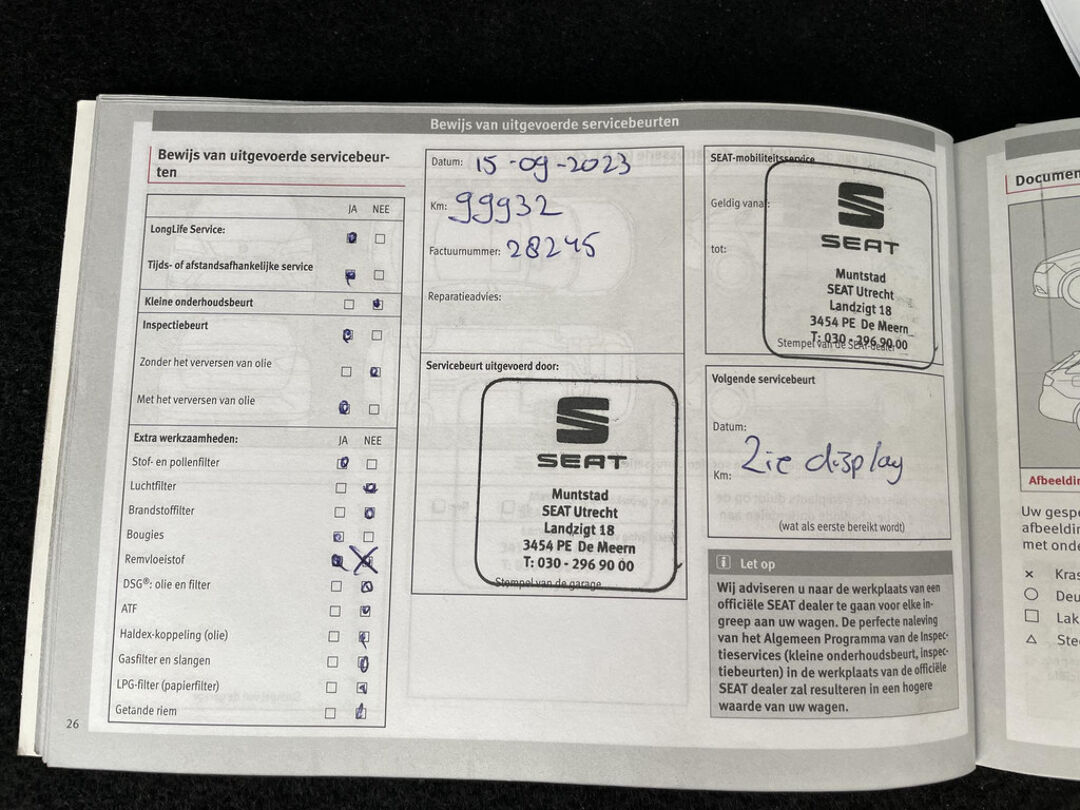 Bewijs van uitgevoerde servicebeurten
Bewijs van uitgevoerde servicebeur-
ten
JA NEE
LongLife Service:
Tijds- of afstandsafhankelijke service
Kleine onderhoudsbeurt
Inspectiebeurt
Zonder het verversen van olie
Met het verversen van olie
Extra werkzaamheden: JA NEE
Stof- en pollenfilter
Luchtfilter
Brandstoffilter
Bougies
Remvloeistof
DSG®: olie en filter
ATF
Haldex-koppeling (olie)
Gasfilter en slangen
LPG-filter (papierfilter)
Getande riem
26
Datum: 15-09-2023
Km: 99932
Factuurnummer: 28245
Reparatieadvies:
Servicebeurt uitgevoerd door:
SEAT
Muntstad
SEAT Utrecht
Landzigt 18
3454 PE De Meern
T: 030 - 296 90 00
Stempel van de garage
SEAT-mobiliteitsservice
Geldig vanaf:
tot:
SEAT
Muntstad
SEAT Utrecht
Landzigt 18
3454 PE De Meern
T: 030 - 296 90 00
Stempel van de SEAT-dealer
Volgende servicebeurt
Datum:
Km: Zie display
(wat als eerste bereikt wordt)
i Let op
Wij adviseren u naar de werkplaats van een
officiële SEAT dealer te gaan voor elke in-
greep aan uw wagen. De perfecte naleving
van het Algemeen Programma van de Inspec-
tieservices (kleine onderhoudsbeurt, inspec-
tiebeurten) in de werkplaats van de officiële
SEAT dealer zal resulteren in een hogere
waarde van uw wagen.
Documen
Afbeeldin
Uw gespe
afbeeldin
met onde
Kras
Deu
Lak
Ste